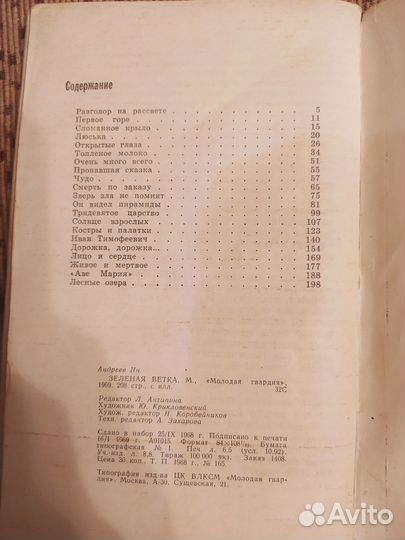 Содержание
Разговор на рассвете 5
Первое горе 11
Сломанное крыло 15
Люська 20
Открытые глаза 26
Топленое молоко 34
Очень много всего 51
Пропавшая сказка 55
Чудо 57
Смерть по заказу 65
Зверь зла не помнит 75
Он видел пирамиды 81
Тридевятое царство 99
Солнце взрослых 107
Костры и палатки 123
Иван Тимофеевич 140
Дорожка, дорожка... 154
Лицо и сердце 169
Живое и мертвое 177
«Аве Мария» 188
Лесные озера 198
Андреев Ин.
ЗЕЛЕНАЯ ВЕТКА. М., «Молодая гвардия»,
1969. 208 стр., с илл.
32С
Редактор Л. Антипина
Художник Ю. Крикловенский
Худож. редактор Н. Коробейников
Техн. редактор А. Захарова
Сдано в набор 25/IX 1968 г. Подписано к печати
16/I 1969 г. А01015. Формат 84×108¹/₃₂. Бумага
типографская № 1. Печ. л. 6,5 (усл. 10,92).
Уч.-изд. л. 8,8. Тираж 100 000 экз. Заказ 1408.
Цена 30 коп., Т. П. 1968 г., № 165.
Типография изд-ва ЦК ВЛКСМ «Молодая гвар-
дия». Москва, А-30. Сущевская, 21.
Avito